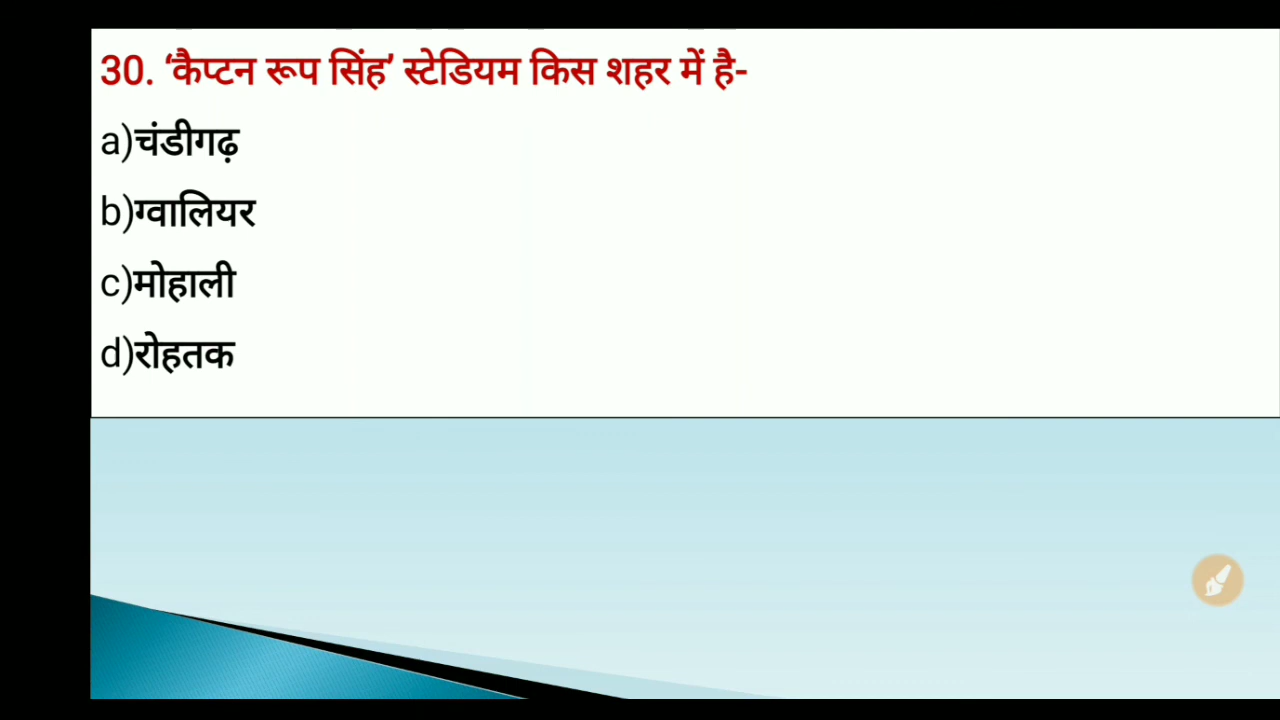 30. ‘कैप्टन रूप सिंह’ स्टेडियम किस शहर में है-
a)चंडीगढ़
b)ग्वालियर
c)मोहाली
d)रोहतक